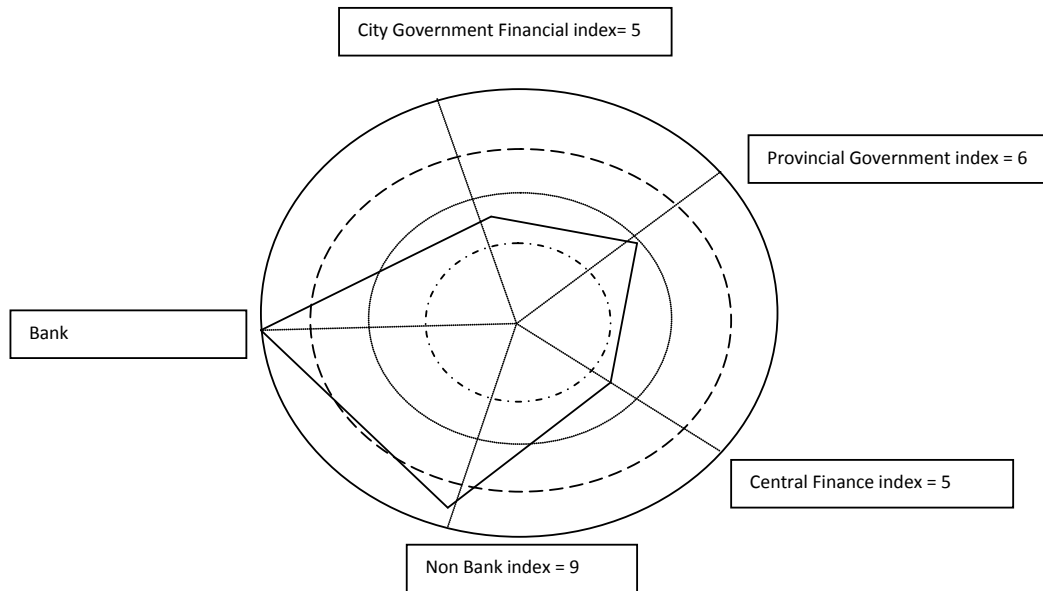 City Government Financial index= 5
Provincial Government index = 6
Bank
Central Finance index = 5
Non Bank index = 9